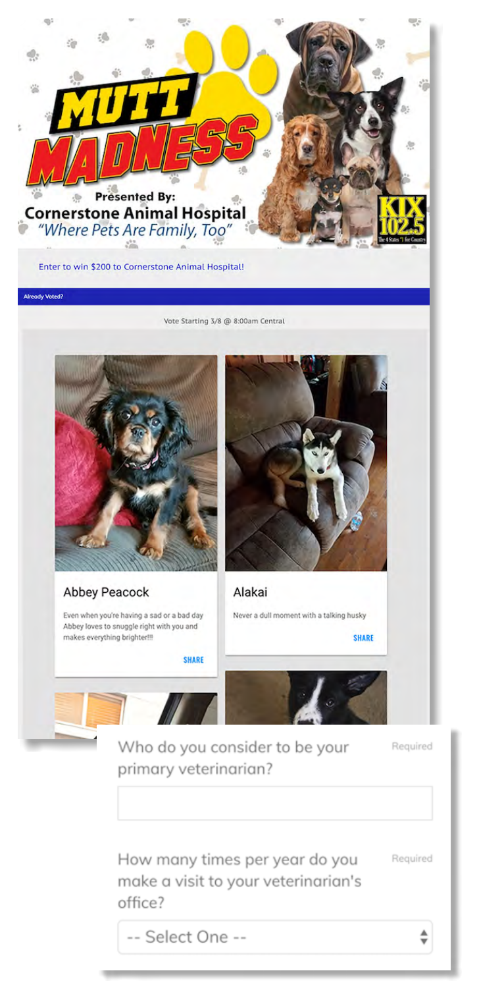 MUTT
MADNESS
Presented By:
Cornerstone Animal Hospital
“Where Pets Are Family, Too”
KIX
102.5
The 4 States #1 for Country
Enter to win $200 to Cornerstone Animal Hospital!
Already Voted?
Vote Starting 3/8 @ 8:00am Central
Abbey Peacock
Even when you're having a sad or a bad day
Abbey loves to snuggle right with you and
makes everything brighter!!!
SHARE
Alakai
Never a dull moment with a talking husky
SHARE
Who do you consider to be your
primary veterinarian?
Required
How many times per year do you
make a visit to your veterinarian's
office?
Required
-- Select One --